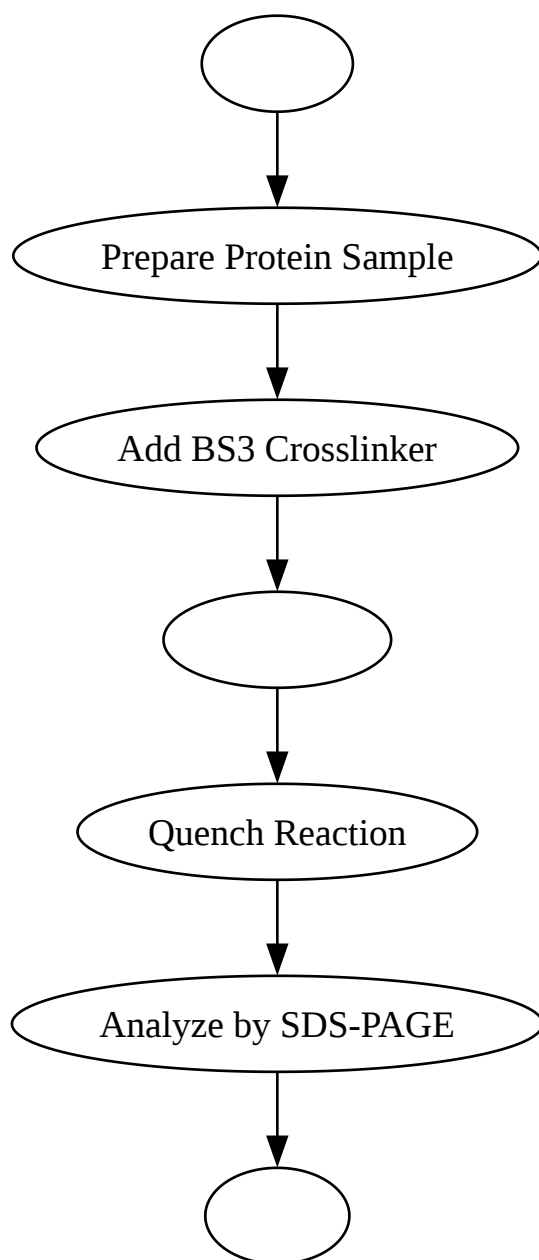 Prepare Protein Sample
Add BS3 Crosslinker
Quench Reaction
Analyze by SDS-PAGE